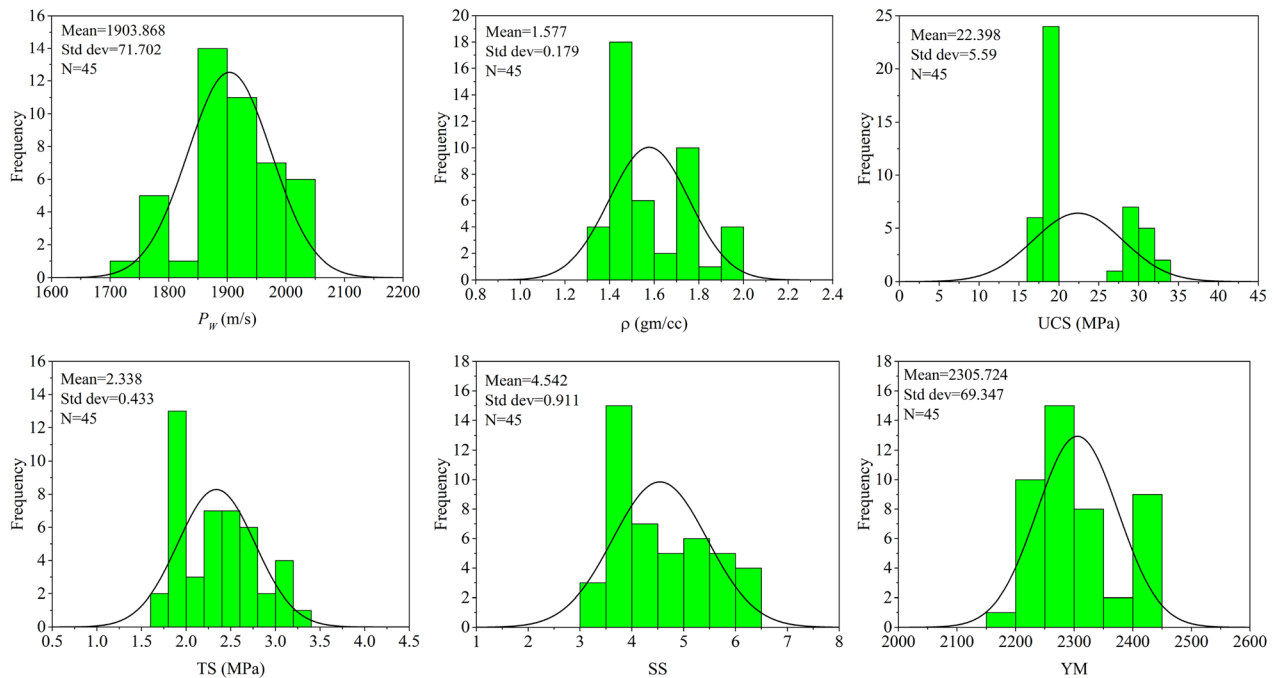 Mean=1903.868
Std dev=71.702
N=45
Frequency
16
14
12
10
8
6
4
2
0
1600 1700 1800 1900 2000 2100 2200
P_W (m/s)
Mean=1.577
Std dev=0.179
N=45
Frequency
20
18
16
14
12
10
8
6
4
2
0
0.8 1.0 1.2 1.4 1.6 1.8 2.0 2.2 2.4
ρ (gm/cc)
Mean=22.398
Std dev=5.59
N=45
Frequency
25
20
15
10
5
0
0 5 10 15 20 25 30 35 40 45
UCS (MPa)
Mean=2.338
Std dev=0.433
N=45
Frequency
16
14
12
10
8
6
4
2
0
0.5 1.0 1.5 2.0 2.5 3.0 3.5 4.0 4.5
TS (MPa)
Mean=4.542
Std dev=0.911
N=45
Frequency
18
16
14
12
10
8
6
4
2
0
1 2 3 4 5 6 7 8
SS
Mean=2305.724
Std dev=69.347
N=45
Frequency
18
16
14
12
10
8
6
4
2
0
2000 2100 2200 2300 2400 2500 2600
YM